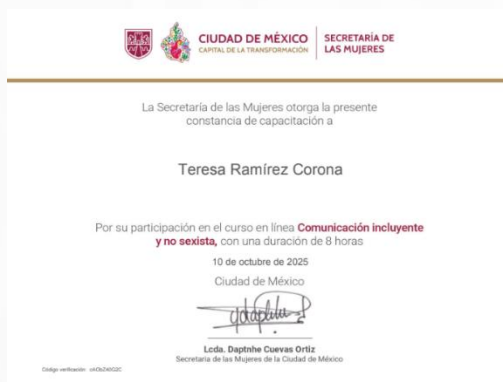 CIUDAD DE MÉXICO
CAPITAL DE LA TRANSFORMACIÓN
SECRETARÍA DE
LAS MUJERES
La Secretaría de las Mujeres otorga la presente
constancia de capacitación a
Teresa Ramírez Corona
Por su participación en el curso en línea Comunicación incluyente
y no sexista, con una duración de 8 horas
10 de octubre de 2025
Ciudad de México
Lcda. Daptnhe Cuevas Ortiz
Secretaria de las Mujeres de la Ciudad de México
Código verificación: